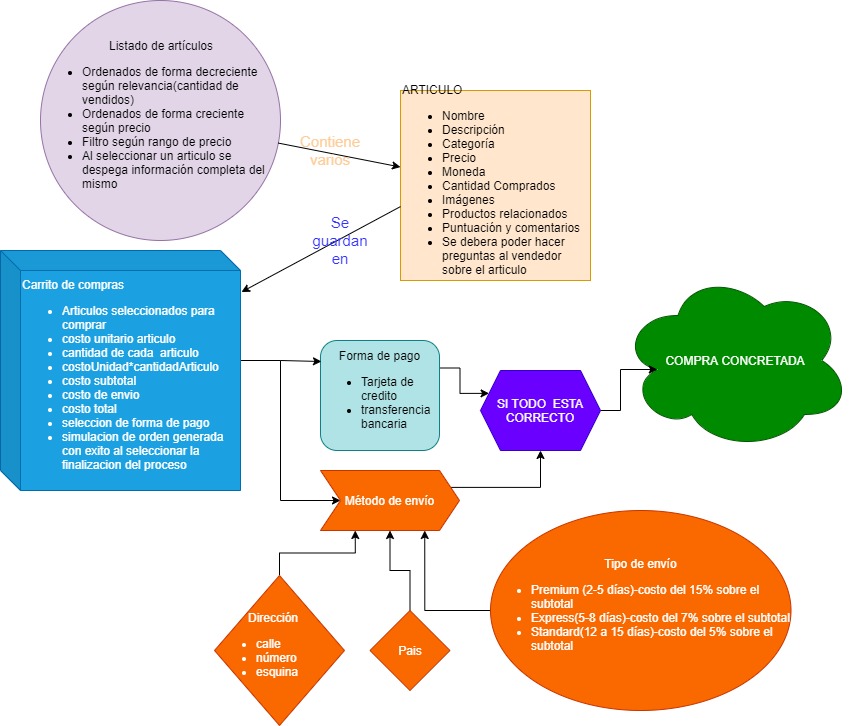 Listado de artículos
Ordenados de forma decreciente
según relevancia(cantidad de
vendidos)
Ordenados de forma creciente
según precio
Filtro según rango de precio
Al seleccionar un articulo se
despega información completa del
mismo
Contiene
varios
ARTICULO
Nombre
Descripción
Categoría
Precio
Moneda
Cantidad Comprados
Imágenes
Productos relacionados
Puntuación y comentarios
Se debera poder hacer
preguntas al vendedor
sobre el articulo
Se
guardan
en
Carrito de compras
Articulos seleccionados para
comprar
costo unitario articulo
cantidad de cada articulo
costoUnidad*cantidadArticulo
costo subtotal
costo de envio
costo total
seleccion de forma de pago
simulacion de orden generada
con exito al seleccionar la
finalizacion del proceso
Forma de pago
Tarjeta de
credito
transferencia
bancaria
SI TODO ESTA
CORRECTO
COMPRA CONCRETADA
Método de envío
Dirección
calle
número
esquina
Pais
Tipo de envío
Premium (2-5 días)-costo del 15% sobre el
subtotal
Express(5-8 días)-costo del 7% sobre el subtotal
Standard(12 a 15 días)-costo del 5% sobre el
subtotal